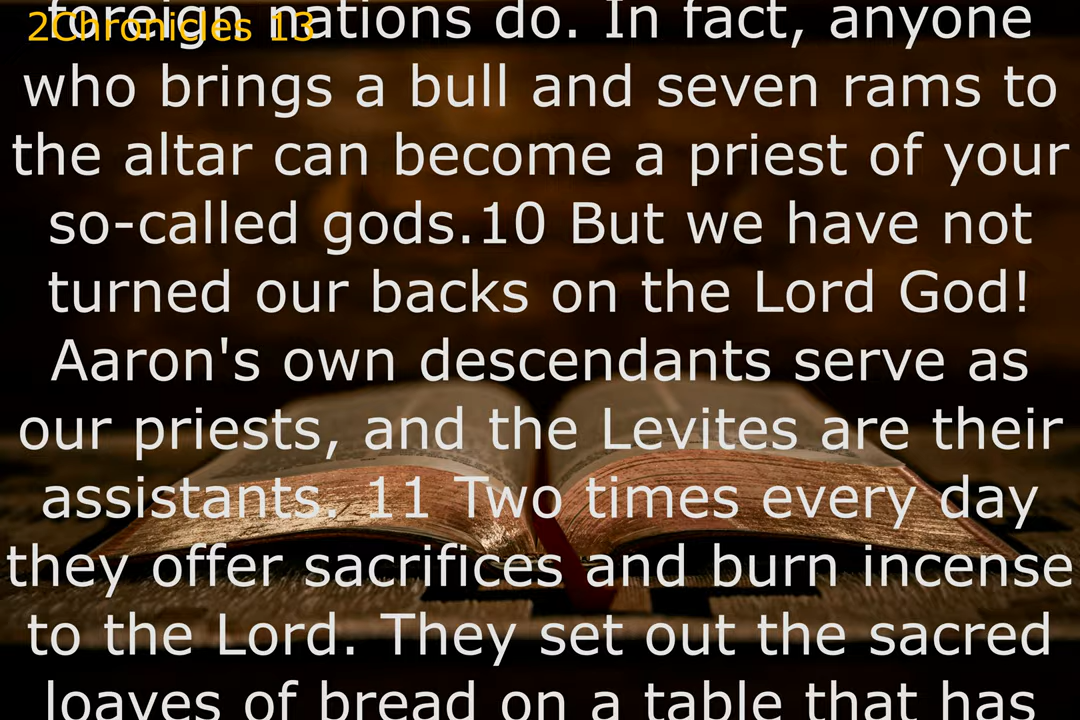 2Chronicles 13
foreign nations do. In fact, anyone
who brings a bull and seven rams to
the altar can become a priest of your
so-called gods.10 But we have not
turned our backs on the Lord God!
Aaron's own descendants serve as
our priests, and the Levites are their
assistants. 11 Two times every day
they offer sacrifices and burn incense
to the Lord. They set out the sacred
loaves of bread on a table that has